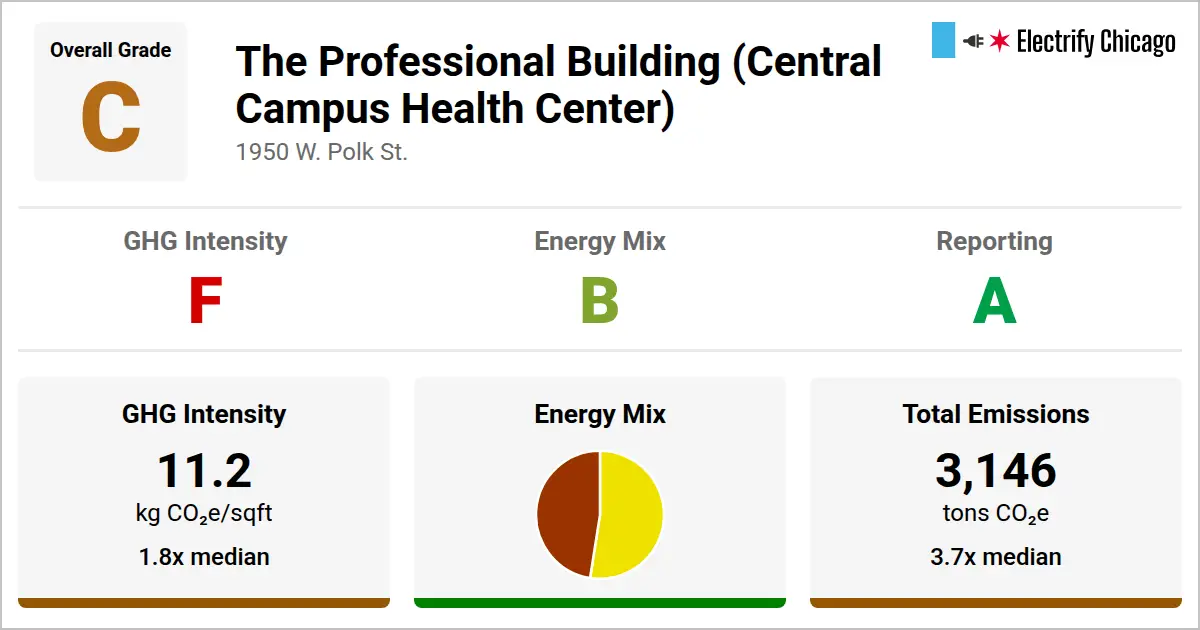 Overall Grade
C
The Professional Building (Central
Campus Health Center)
1950 W. Polk St.
Electrify Chicago
GHG Intensity
F
Energy Mix
B
Reporting
A
GHG Intensity
11.2
kg CO₂e/sqft
1.8x median
Energy Mix
Total Emissions
3,146
tons CO₂e
3.7x median